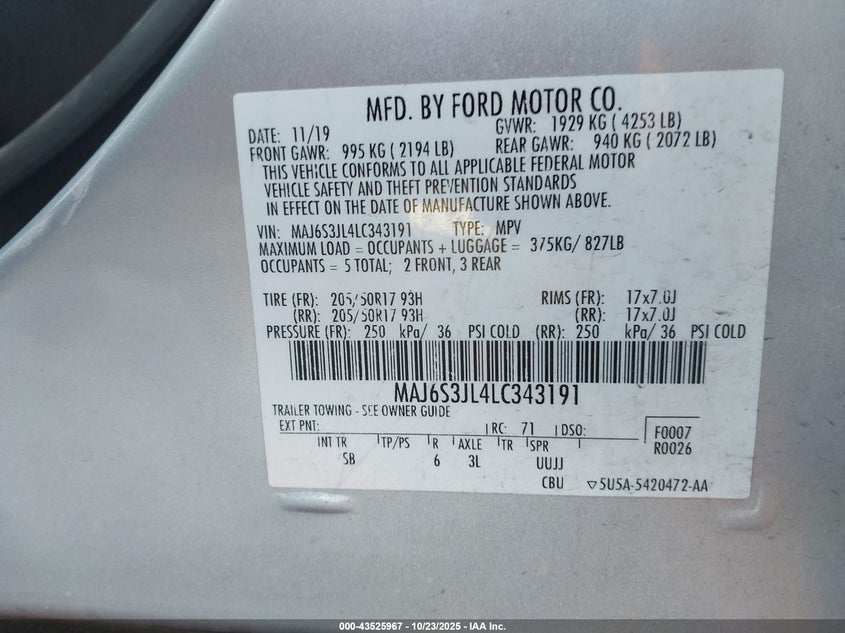 MFD. BY FORD MOTOR CO.
DATE: 11/19 GVWR: 1929 KG ( 4253 LB)
FRONT GAWR: 995 KG ( 2194 LB) REAR GAWR: 940 KG ( 2072 LB)
THIS VEHICLE CONFORMS TO ALL APPLICABLE FEDERAL MOTOR
VEHICLE SAFETY AND THEFT PREVENTION STANDARDS
IN EFFECT ON THE DATE OF MANUFACTURE SHOWN ABOVE.
VIN: MAJ6S3JL4LC343191 TYPE: MPV
MAXIMUM LOAD = OCCUPANTS + LUGGAGE = 375KG/ 827LB
OCCUPANTS = 5 TOTAL; 2 FRONT, 3 REAR
TIRE (FR): 205/50R17 93H RIMS (FR): 17x7.0J
(RR): 205/50R17 93H (RR): 17x7.0J
PRESSURE (FR): 250 kPa/ 36 PSI COLD (RR): 250 kPa/ 36 PSI COLD
MAJ6S3JL4LC343191
TRAILER TOWING - SEE OWNER GUIDE
EXT PNT: RC: 71 DSO: F0007
R0026
INT TR TP/PS R AXLE TR SPR
SB 6 3L UUJJ
CBU ▽5U5A-5420472-AA
000-43525967 - 10/23/2025 - IAA Inc.